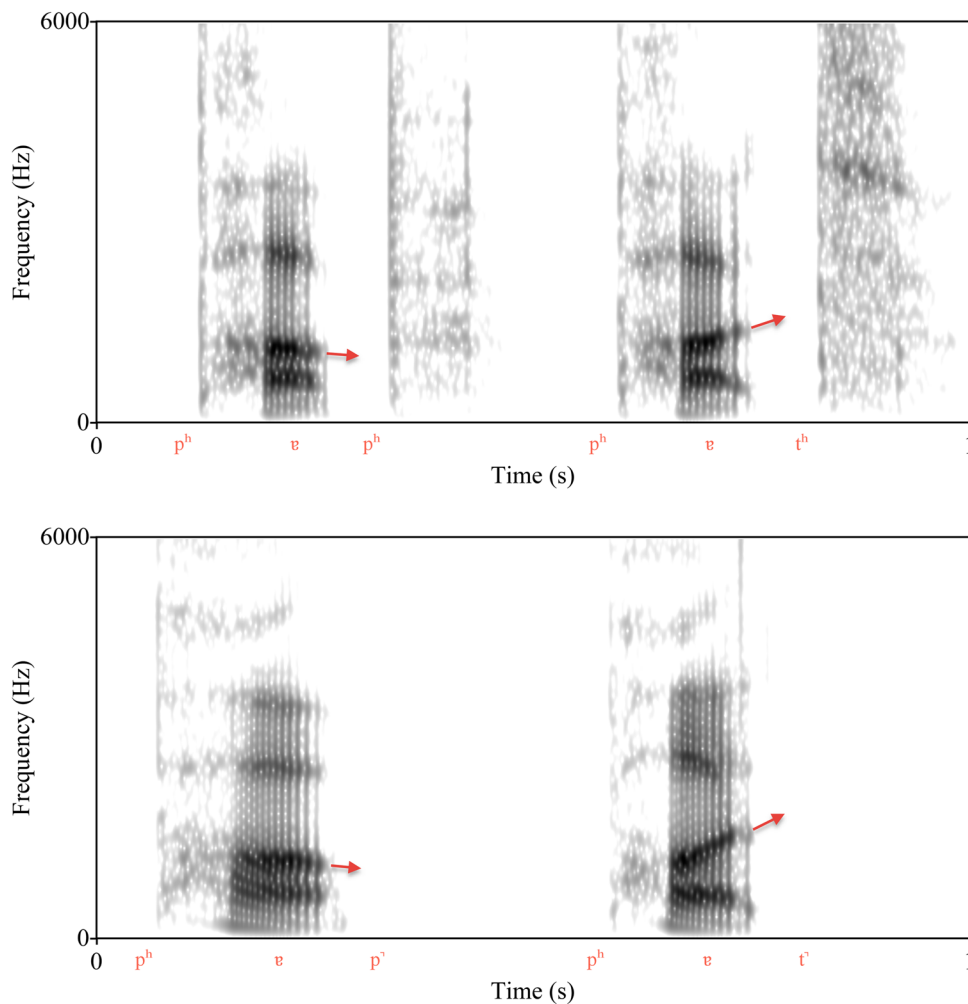 6000
Frequency (Hz)
0
0
pʰ ɐ pʰ pʰ ɐ tʰ
Time (s)
6000
Frequency (Hz)
0
0
pʰ ɐ p̚ pʰ ɐ t̚
Time (s)